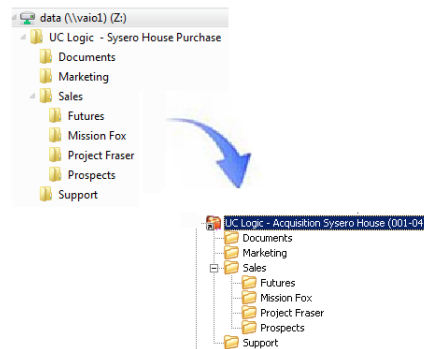 data (\\vaio1) (Z:)
UC Logic - Sysero House Purchase
Documents
Marketing
Sales
Futures
Mission Fox
Project Fraser
Prospects
Support
UC Logic - Acquisition Sysero House (001-04
Documents
Marketing
Sales
Futures
Mission Fox
Project Fraser
Prospects
Support